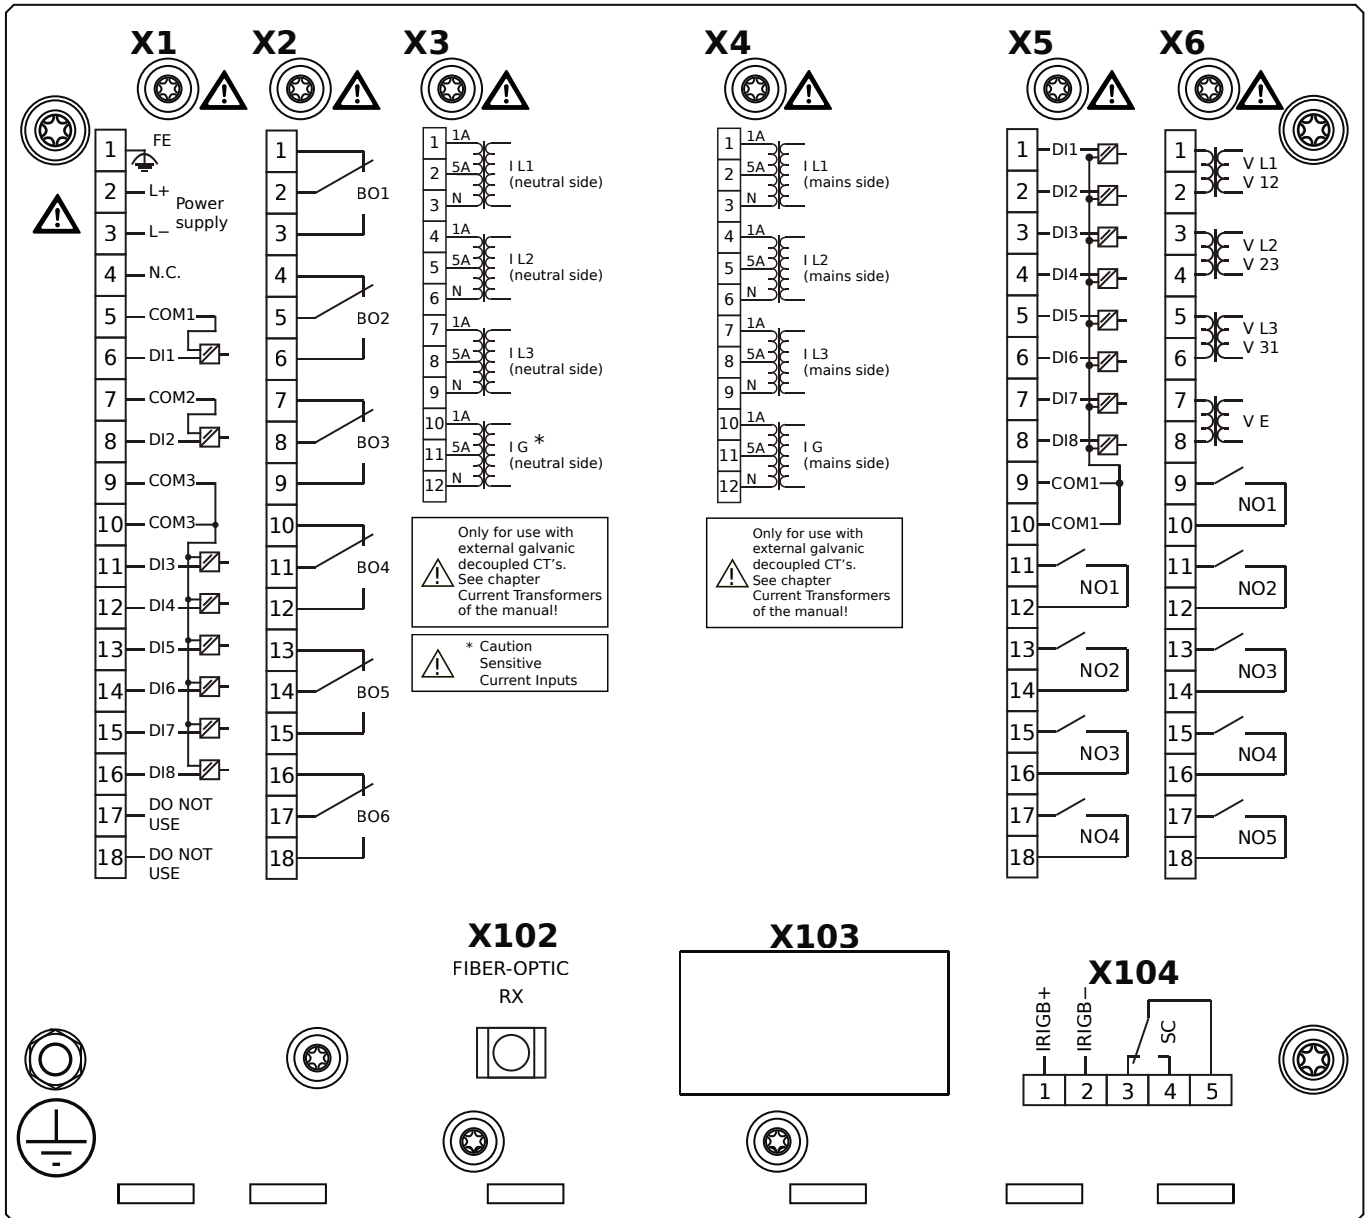 X1
X2
X3
X4
X5
X6
1 FE
2 L+
Power
supply
3 L−
4 N.C.
5 COM1
6 DI1
7 COM2
8 DI2
9 COM3
10 COM3
11 DI3
12 DI4
13 DI5
14 DI6
15 DI7
16 DI8
17 DO NOT
USE
18 DO NOT
USE
1
2 BO1
3
4
5 BO2
6
7
8 BO3
9
10
11 BO4
12
13
14 BO5
15
16
17 BO6
18
1 1A
2 5A I L1
(neutral side)
3 N
4 1A
5 5A I L2
(neutral side)
6 N
7 1A
8 5A I L3
(neutral side)
9 N
10 1A
11 5A I G *
(neutral side)
12 N
Only for use with
external galvanic
decoupled CT's.
See chapter
Current Transformers
of the manual!
* Caution
Sensitive
Current Inputs
1 1A
2 5A I L1
(mains side)
3 N
4 1A
5 5A I L2
(mains side)
6 N
7 1A
8 5A I L3
(mains side)
9 N
10 1A
11 5A I G
(mains side)
12 N
Only for use with
external galvanic
decoupled CT's.
See chapter
Current Transformers
of the manual!
1 DI1
2 DI2
3 DI3
4 DI4
5 DI5
6 DI6
7 DI7
8 DI8
9 COM1
10 COM1
11
NO1
12
13
NO2
14
15
NO3
16
17
NO4
18
1 V L1
2 V 12
3 V L2
4 V 23
5 V L3
6 V 31
7
V E
8
9
NO1
10
11
NO2
12
13
NO3
14
15
NO4
16
17
NO5
18
X102
FIBER-OPTIC
RX
X103
X104
IRIGB+
IRIGB−
SC
1 2 3 4 5